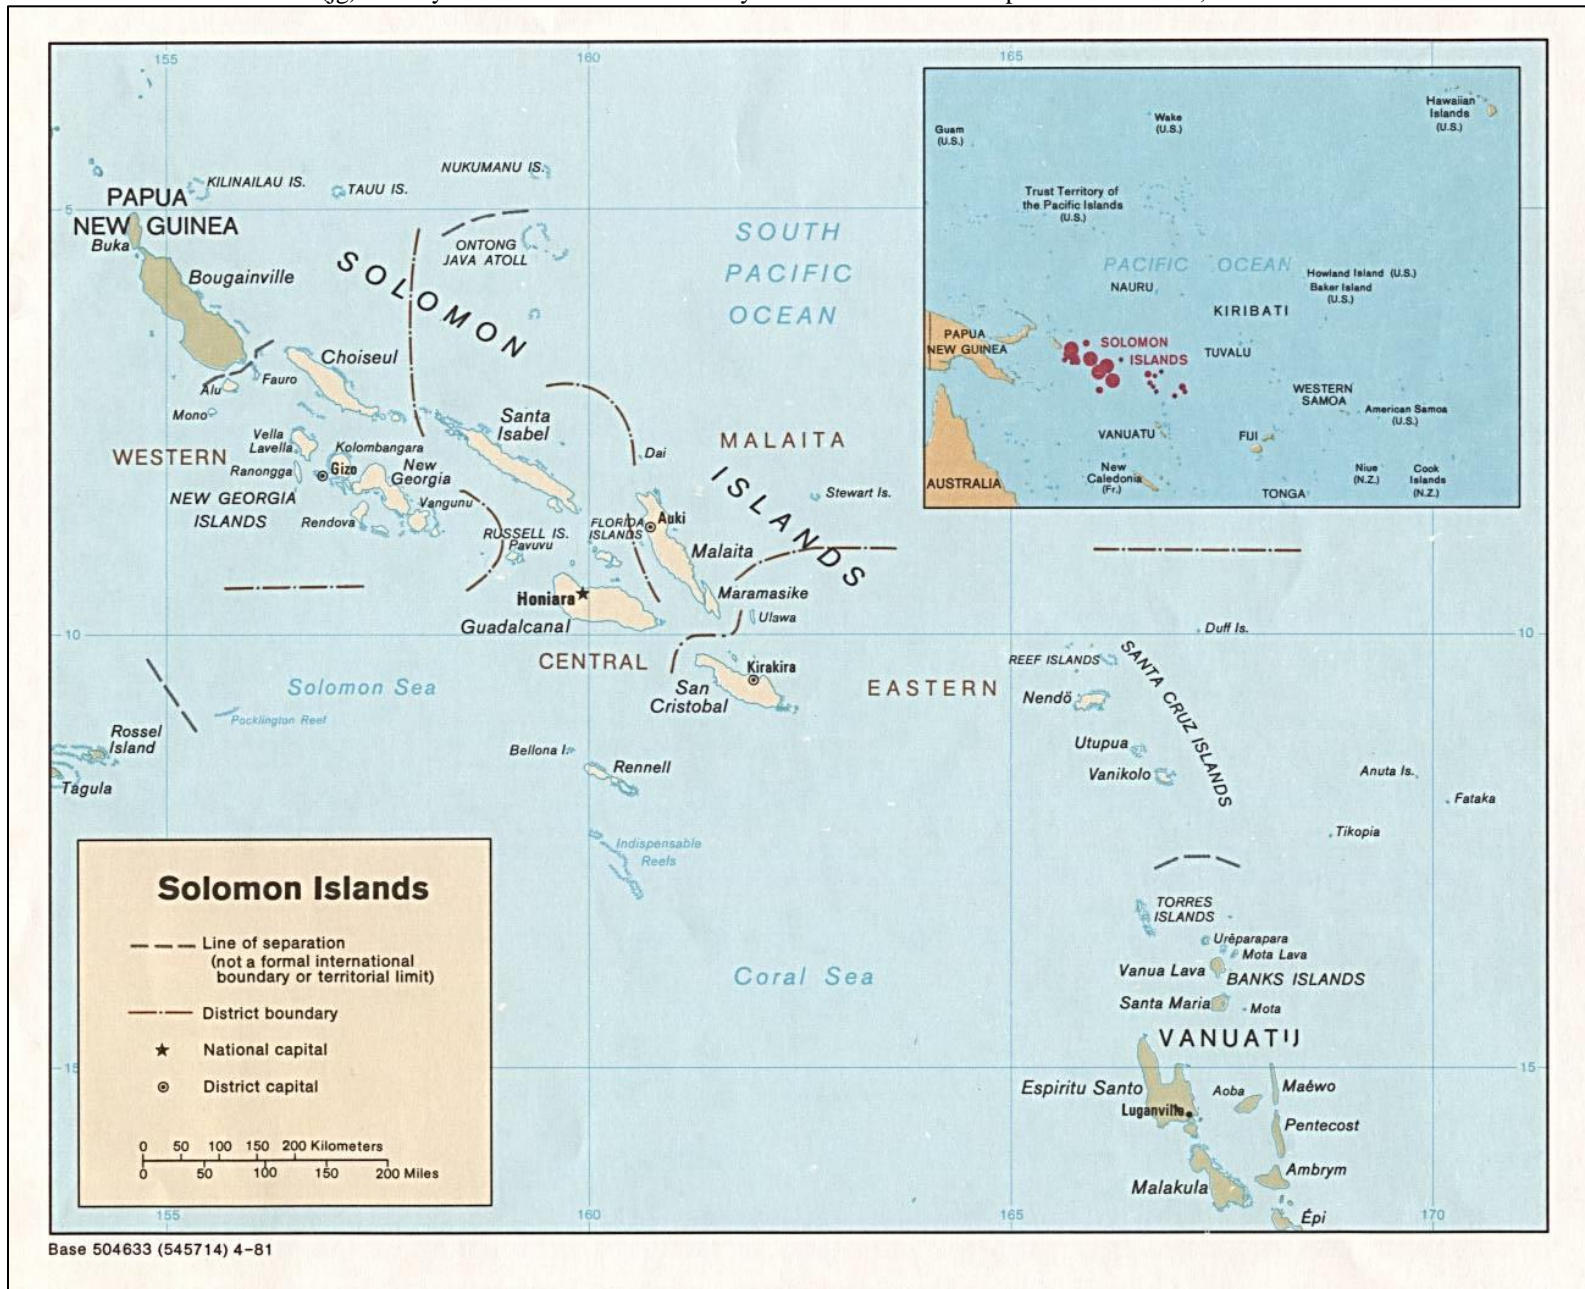 155
160
165
KILINAILAU IS.
TAUU IS.
NUKUMANU IS.
PAPUA
NEW GUINEA
5
Buka
Bougainville
ONTONG
JAVA ATOLL
SOLOMON
SOUTH
PACIFIC
OCEAN
Choiseul
Alu
Fauro
Mono
Vella
Lavella
Kolombangara
Ranongga
Gizo
New
Georgia
WESTERN
NEW GEORGIA
ISLANDS
Rendova
Vangunu
Santa
Isabel
Dai
MALAITA
ISLANDS
Stewart Is.
RUSSELL IS.
Pavuvu
FLORIDA
ISLANDS
Auki
Malaita
Maramasike
Ulawa
Honiara
Guadalcanal
10
10
CENTRAL
Kirakira
San
Cristobal
EASTERN
Solomon Sea
Pocklington Reef
Rossel
Island
Tagula
Bellona I.
Rennell
Indispensable
Reefs
Duff Is.
REEF ISLANDS
SANTA CRUZ ISLANDS
Nendö
Utupua
Vanikolo
Anuta Is.
Fataka
Tikopia
TORRES
ISLANDS
Uréparapara
Mota Lava
Vanua Lava
BANKS ISLANDS
Santa Maria
Mota
Coral Sea
VANUATU
15
15
Espiritu Santo
Luganville
Aoba
Maéwo
Pentecost
Ambrym
Malakula
Épi
155
160
165
170
Guam
(U.S.)
Wake
(U.S.)
Hawaiian
Islands
(U.S.)
Trust Territory of
the Pacific Islands
(U.S.)
PACIFIC OCEAN
NAURU
Howland Island (U.S.)
Baker Island
(U.S.)
KIRIBATI
PAPUA
NEW GUINEA
SOLOMON
ISLANDS
TUVALU
WESTERN
SAMOA
American Samoa
(U.S.)
VANUATU
FIJI
New
Caledonia
(Fr.)
AUSTRALIA
TONGA
Niue
(N.Z.)
Cook
Islands
(N.Z.)
Solomon Islands
Line of separation
(not a formal international
boundary or territorial limit)
District boundary
National capital
District capital
0 50 100 150 200 Kilometers
0 50 100 150 200 Miles
Base 504633 (545714) 4-81